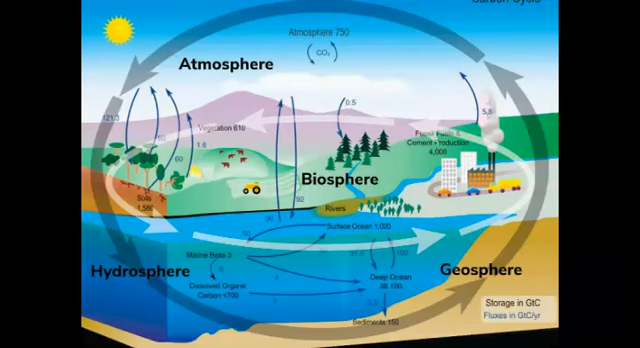 Carbon Cycle
Atmosphere 750
CO₂
Atmosphere
121.3
0.5
5.5
Vegetation 610
60
1.6
60
Fossil Fuels &
Cement Production
4,000
Biosphere
Soils
1,580
92
90
Rivers
Surface Ocean 1,020
50
Marine Biota 3
100
Hydrosphere
Geosphere
Dissolved Organic
Carbon <700
Deep Ocean
38,100
Sediments 150
Storage in GtC
Fluxes in GtC/yr